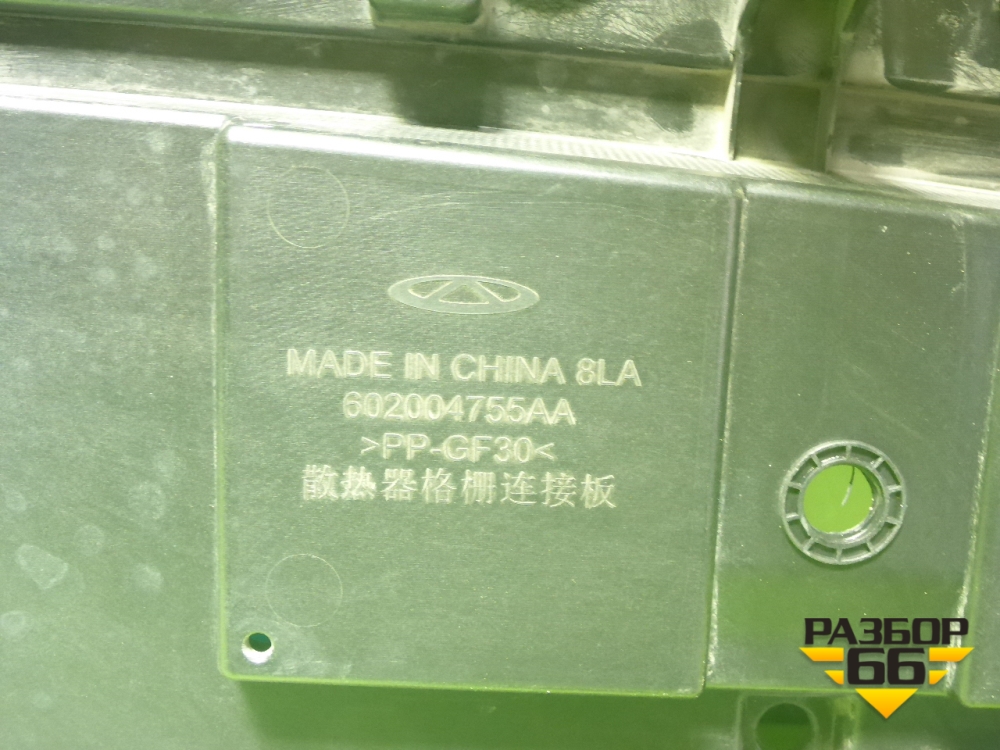 MADE IN CHINA 8LA
602004755AA
>PP-GF30<
散热器格栅连接板
РАЗБОР
66